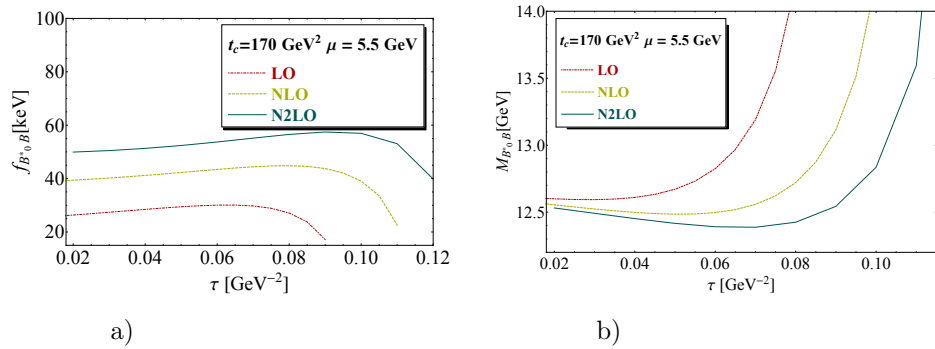 100
80
60
40
20
f_{B*_0 B}[keV]
t_c=170 GeV² μ = 5.5 GeV
LO
NLO
N2LO
0.02 0.04 0.06 0.08 0.10 0.12
τ [GeV⁻²]
a)
14.0
13.5
13.0
12.5
M_{B*_0 B}[GeV]
t_c=170 GeV² μ = 5.5 GeV
LO
NLO
N2LO
0.02 0.04 0.06 0.08 0.10
τ [GeV⁻²]
b)